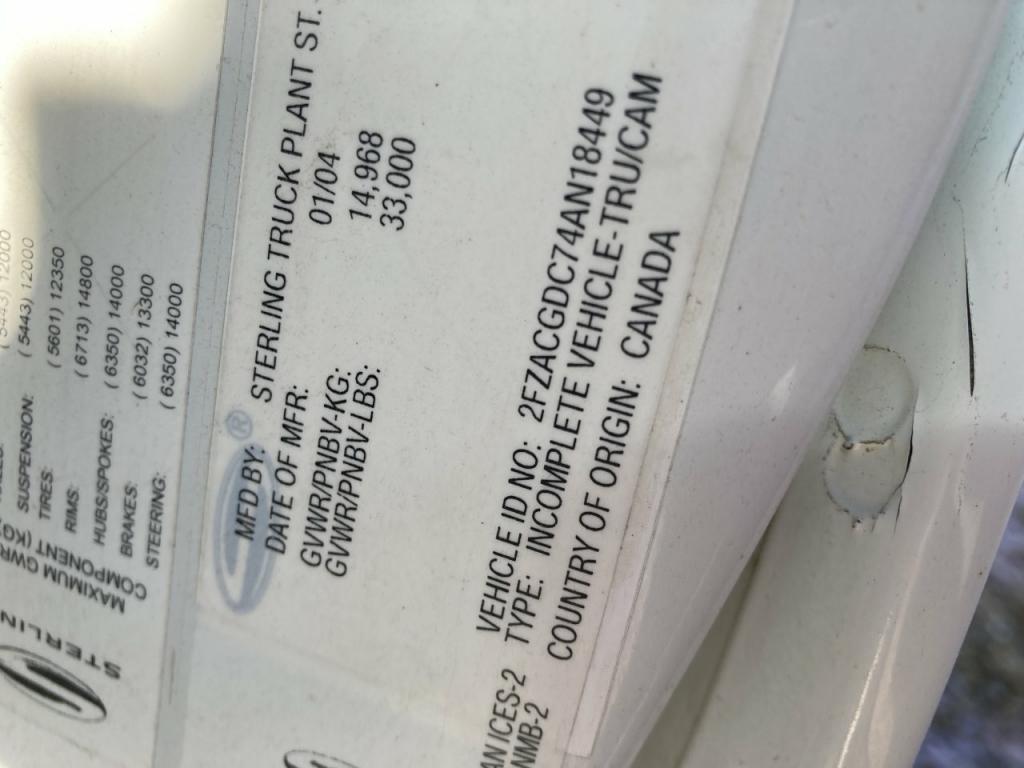 STERLIN
MAXIMUM GWR
COMPONENT (KG
( 5443) 12000
SUSPENSION: ( 5443) 12000
TIRES: ( 5601) 12350
RIMS: ( 6713) 14800
HUBS/SPOKES: ( 6350) 14000
BRAKES: ( 6032) 13300
STEERING: ( 6350) 14000
®
MFD BY: STERLING TRUCK PLANT ST.
DATE OF MFR: 01/04
GVWR/PNBV-KG: 14,968
GVWR/PNBV-LBS: 33,000
VEHICLE ID NO: 2FZACGDC74AN18449
TYPE: INCOMPLETE VEHICLE-TRU/CAM
COUNTRY OF ORIGIN: CANADA
AN ICES-2
NMB-2